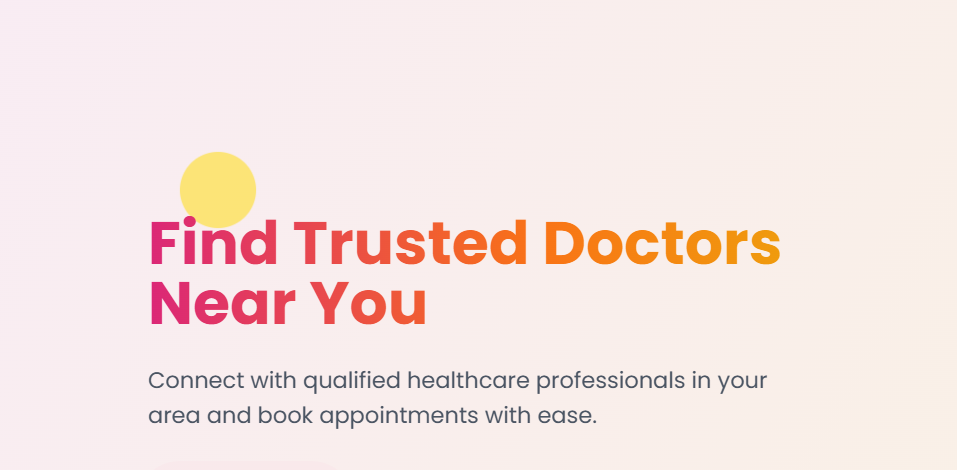 Find Trusted Doctors
Near You
Connect with qualified healthcare professionals in your
area and book appointments with ease.